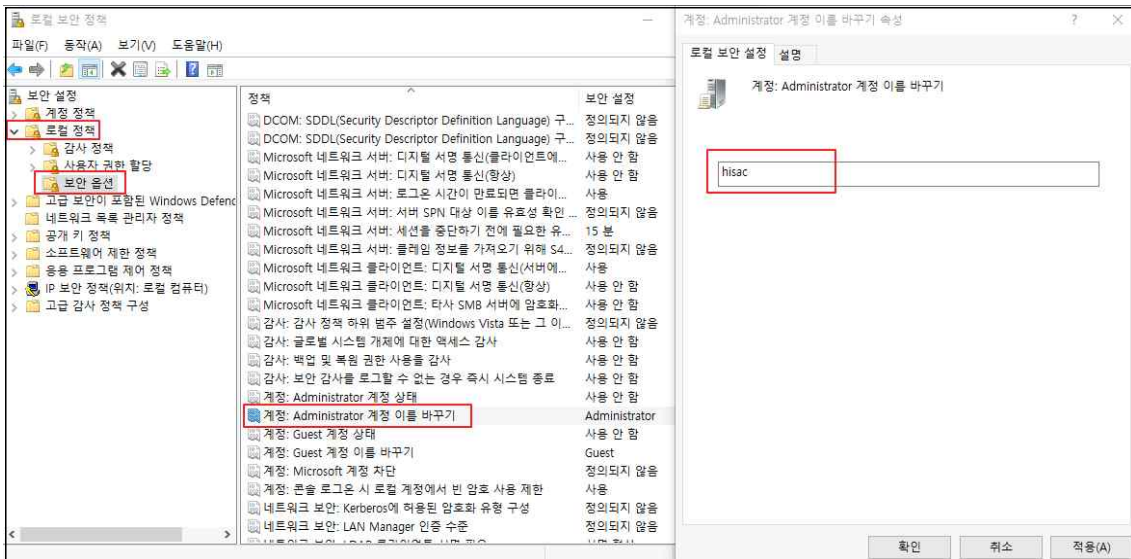 로컬 보안 정책
파일(F) 동작(A) 보기(V) 도움말(H)
보안 설정
계정 정책
로컬 정책
감사 정책
사용자 권한 할당
보안 옵션
고급 보안이 포함된 Windows Defenc
네트워크 목록 관리자 정책
공개 키 정책
소프트웨어 제한 정책
응용 프로그램 제어 정책
IP 보안 정책(위치: 로컬 컴퓨터)
고급 감사 정책 구성
정책 보안 설정
DCOM: SDDL(Security Descriptor Definition Language) 구... 정의되지 않음
DCOM: SDDL(Security Descriptor Definition Language) 구... 정의되지 않음
Microsoft 네트워크 서버: 디지털 서명 통신(클라이언트에... 사용 안 함
Microsoft 네트워크 서버: 디지털 서명 통신(항상) 사용 안 함
Microsoft 네트워크 서버: 로그온 시간이 만료되면 클라이... 사용
Microsoft 네트워크 서버: 서버 SPN 대상 이름 유효성 확인 ... 정의되지 않음
Microsoft 네트워크 서버: 세션을 중단하기 전에 필요한 유... 15 분
Microsoft 네트워크 서버: 클레임 정보를 가져오기 위해 S4... 정의되지 않음
Microsoft 네트워크 클라이언트: 디지털 서명 통신(서버에... 사용
Microsoft 네트워크 클라이언트: 디지털 서명 통신(항상) 사용 안 함
Microsoft 네트워크 클라이언트: 타사 SMB 서버에 암호화... 사용 안 함
감사: 감사 정책 하위 범주 설정(Windows Vista 또는 그 이... 정의되지 않음
감사: 글로벌 시스템 개체에 대한 액세스 감사 사용 안 함
감사: 백업 및 복원 권한 사용을 감사 사용 안 함
감사: 보안 감사를 로그할 수 없는 경우 즉시 시스템 종료 사용 안 함
계정: Administrator 계정 상태 사용 안 함
계정: Administrator 계정 이름 바꾸기 Administrator
계정: Guest 계정 상태 사용 안 함
계정: Guest 계정 이름 바꾸기 Guest
계정: Microsoft 계정 차단 정의되지 않음
계정: 콘솔 로그온 시 로컬 계정에서 빈 암호 사용 제한 사용
네트워크 보안: Kerberos에 허용된 암호화 유형 구성 정의되지 않음
네트워크 보안: LAN Manager 인증 수준 정의되지 않음
계정: Administrator 계정 이름 바꾸기 속성
로컬 보안 설정 설명
계정: Administrator 계정 이름 바꾸기
hisac
확인 취소 적용(A)